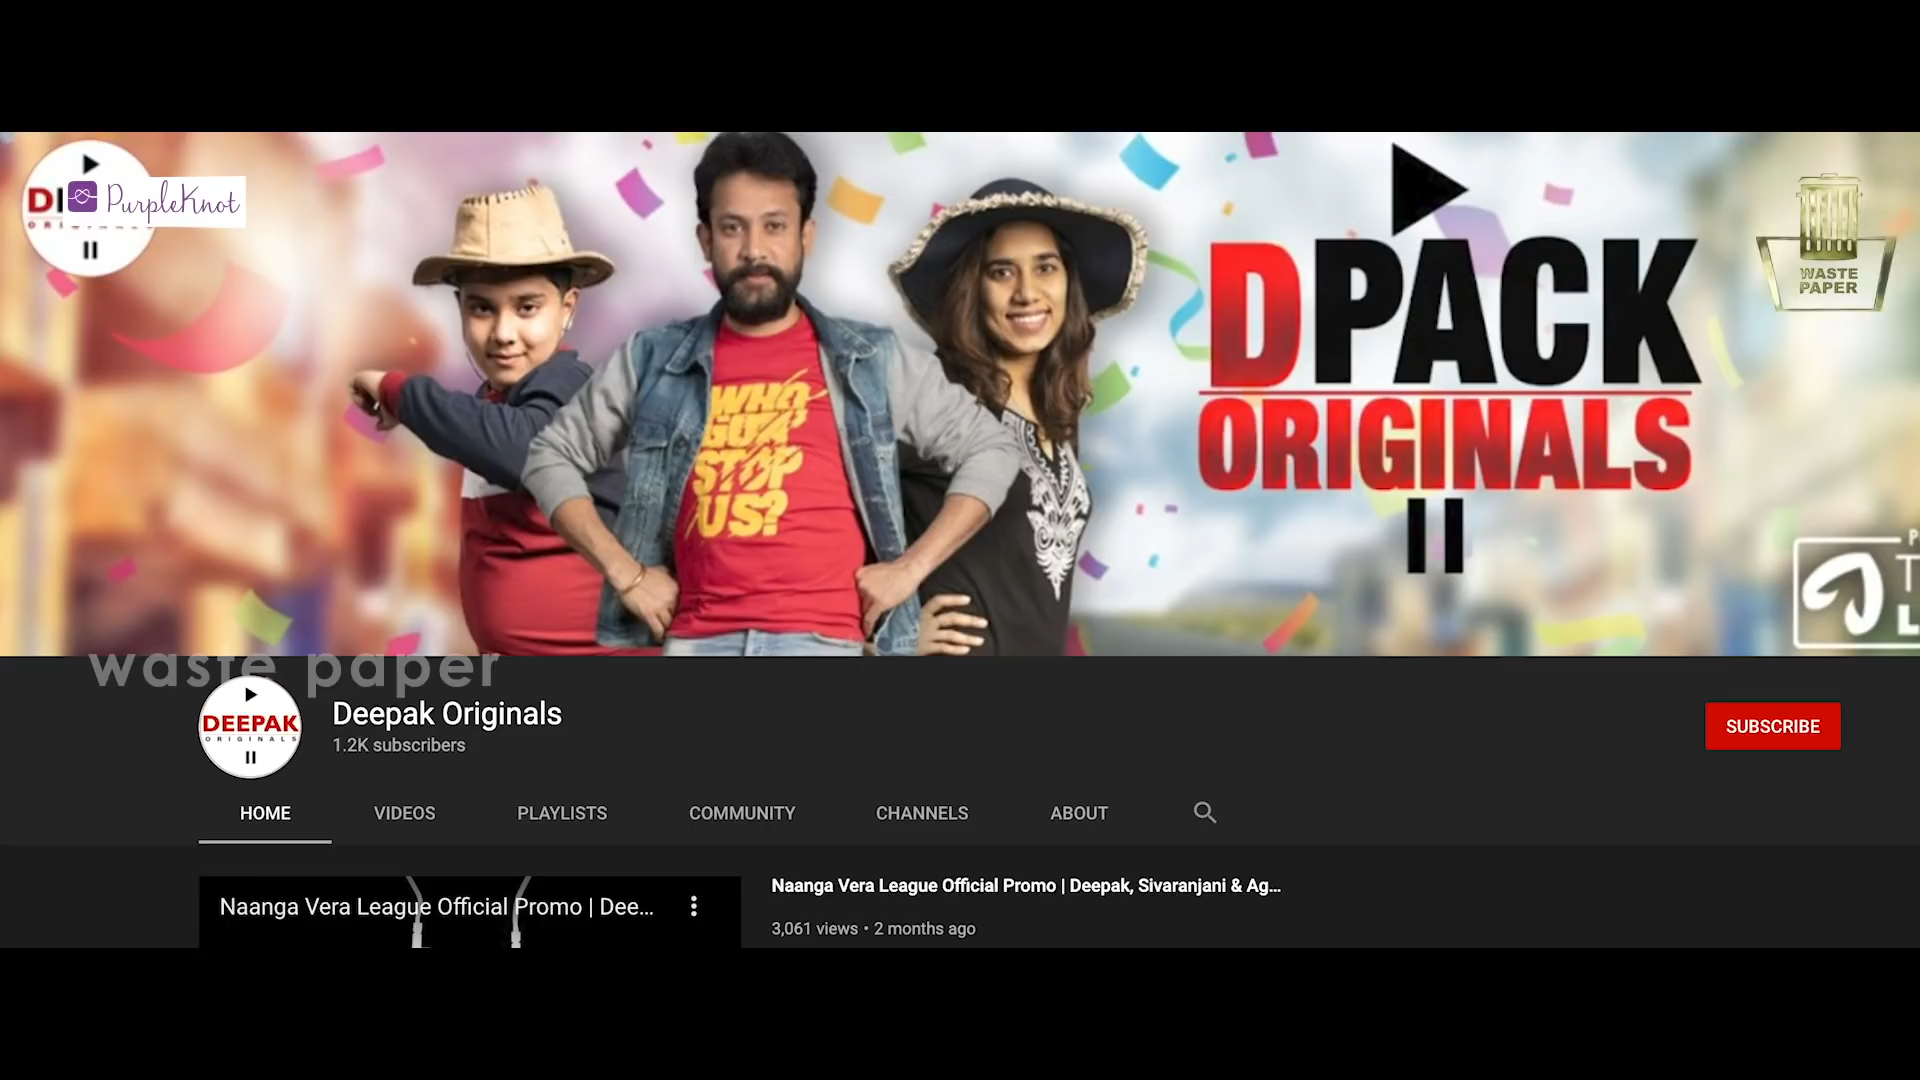 PurpleKnot
WHO
GUA
STOP
US?
DPACK
ORIGINALS
WASTE
PAPER
waste paper
DEEPAK
ORIGINALS
Deepak Originals
1.2K subscribers
SUBSCRIBE
HOME
VIDEOS
PLAYLISTS
COMMUNITY
CHANNELS
ABOUT
Naanga Vera League Official Promo | Dee...
Naanga Vera League Official Promo | Deepak, Sivaranjani & Ag...
3,061 views • 2 months ago